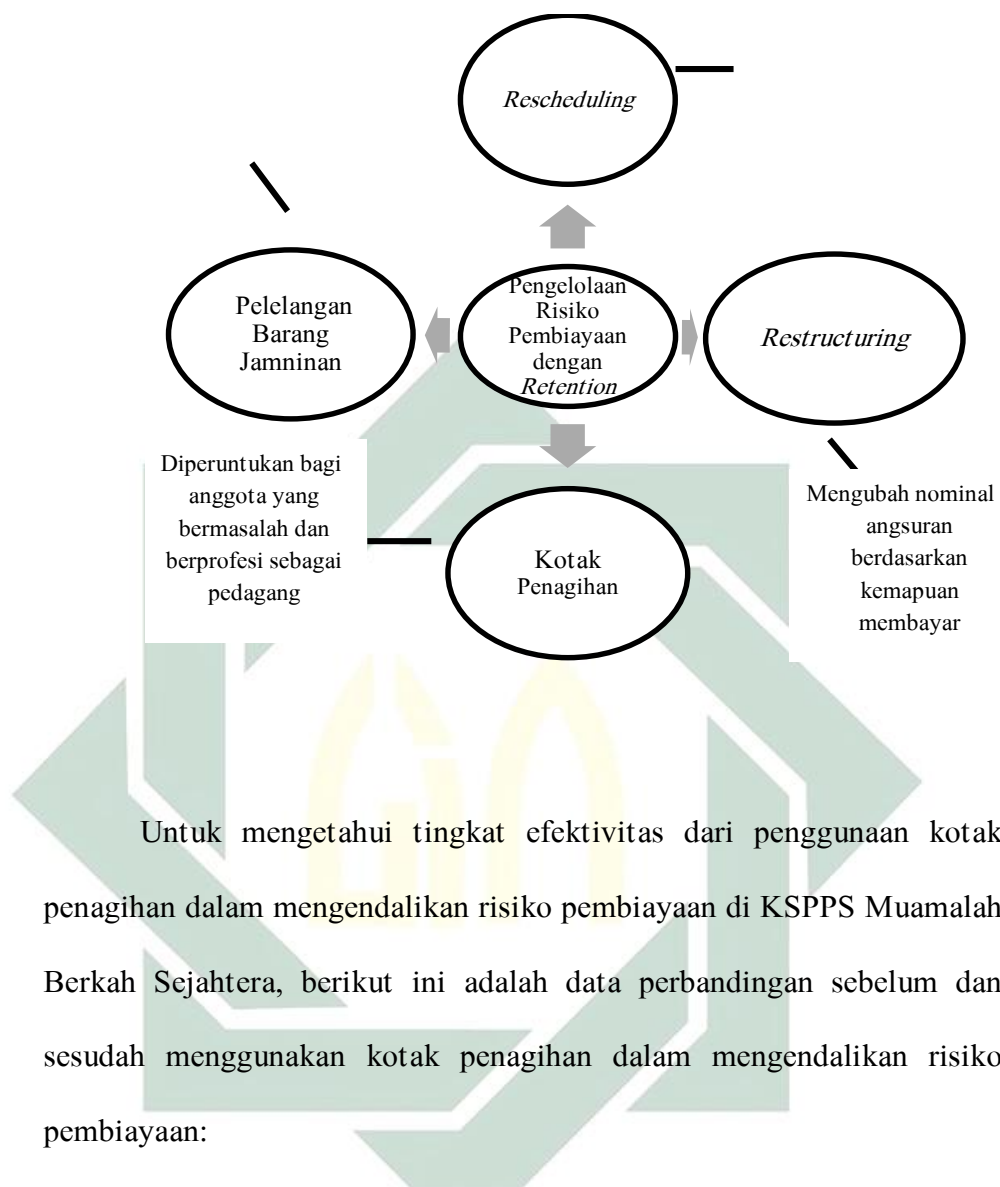 Rescheduling
Pelelangan
Barang
Jamninan
Pengelolaan
Risiko
Pembiayaan
dengan
Retention
Restructuring
Diperuntukan bagi
anggota yang
bermasalah dan
berprofesi sebagai
pedagang
Kotak
Penagihan
Mengubah nominal
angsuran
berdasarkan
kemapuan
membayar
Untuk mengetahui tingkat efektivitas dari penggunaan kotak
penagihan dalam mengendalikan risiko pembiayaan di KSPPS Muamalah
Berkah Sejahtera, berikut ini adalah data perbandingan sebelum dan
sesudah menggunakan kotak penagihan dalam mengendalikan risiko
pembiayaan: